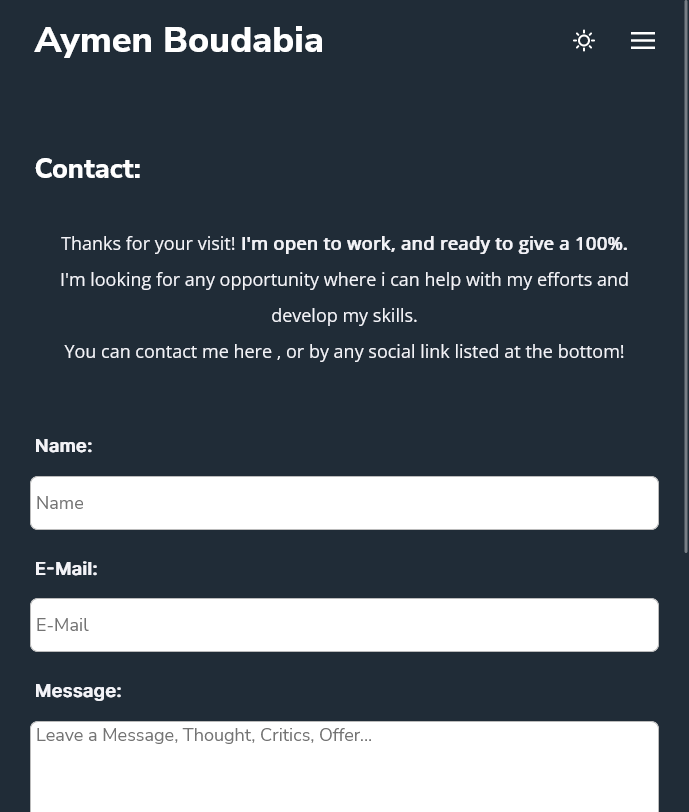 Aymen Boudabia
Contact:
Thanks for your visit! I'm open to work, and ready to give a 100%.
I'm looking for any opportunity where i can help with my efforts and
develop my skills.
You can contact me here , or by any social link listed at the bottom!
Name:
Name
E-Mail:
E-Mail
Message:
Leave a Message, Thought, Critics, Offer...